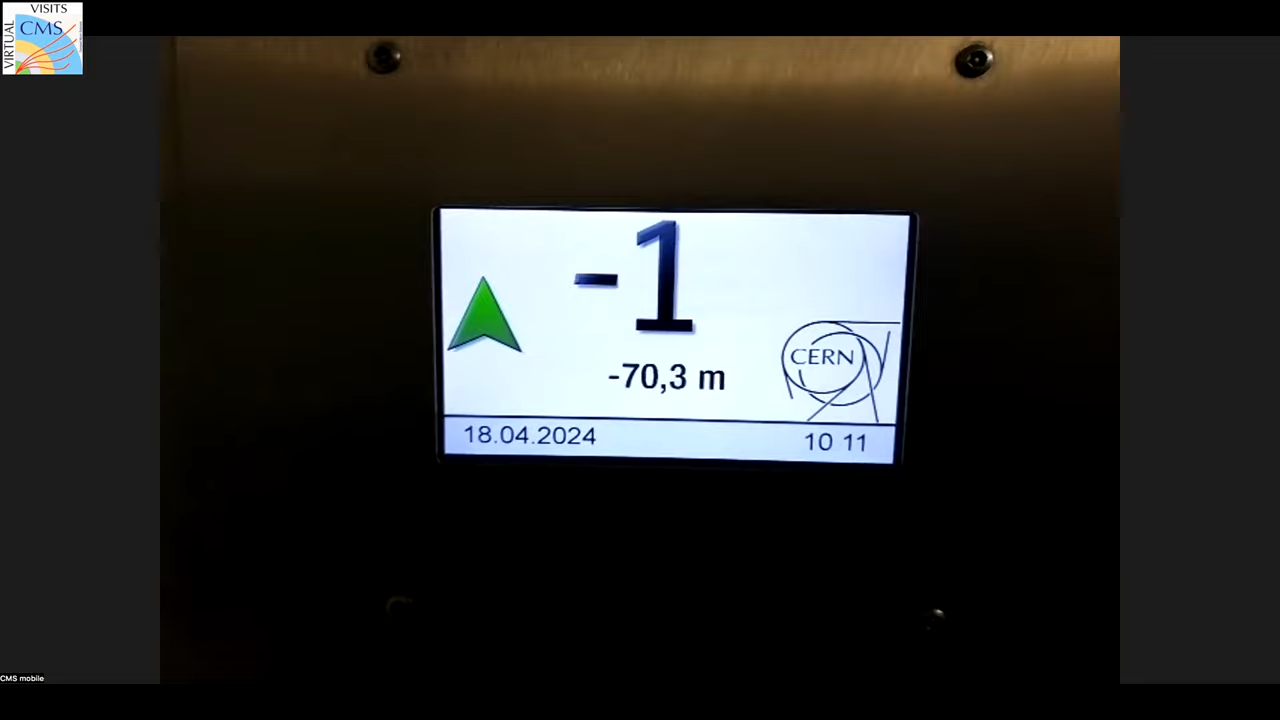 VISITS
VIRTUAL
CMS
-1
-70,3 m
CERN
18.04.2024
10 11
CMS mobile